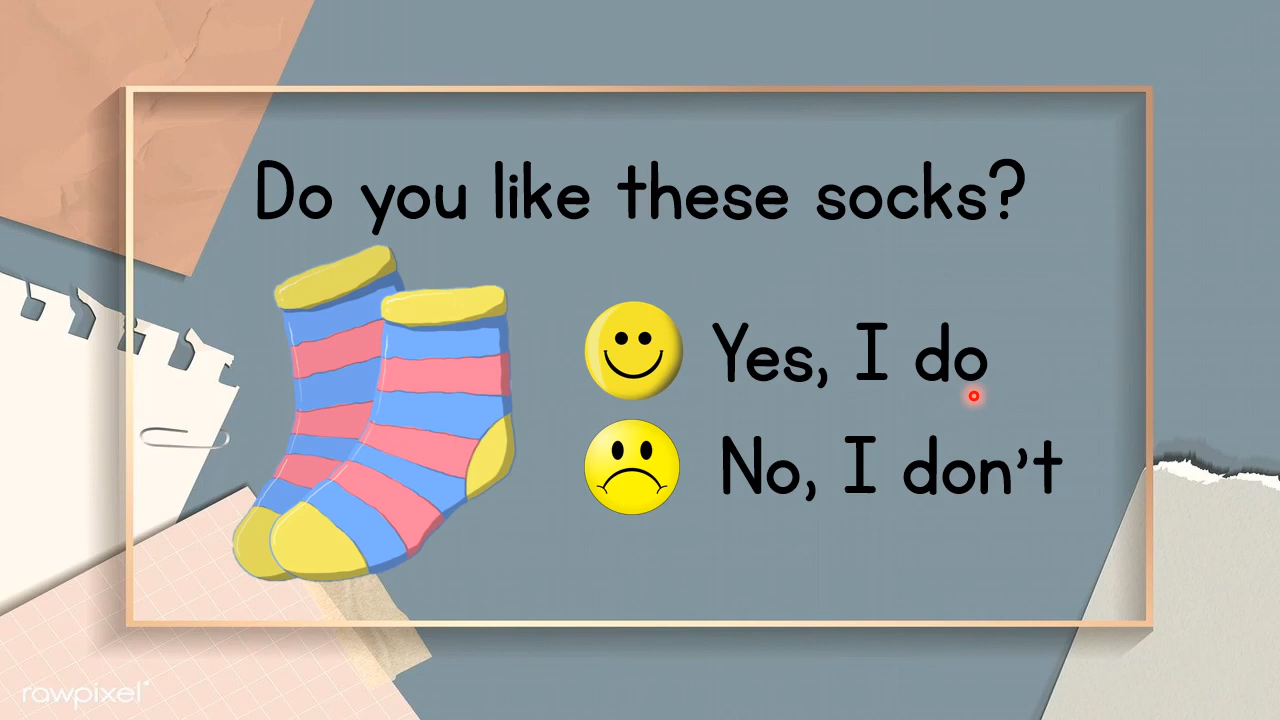 Do you like these socks?
Yes, I do
No, I don't
rawpixel